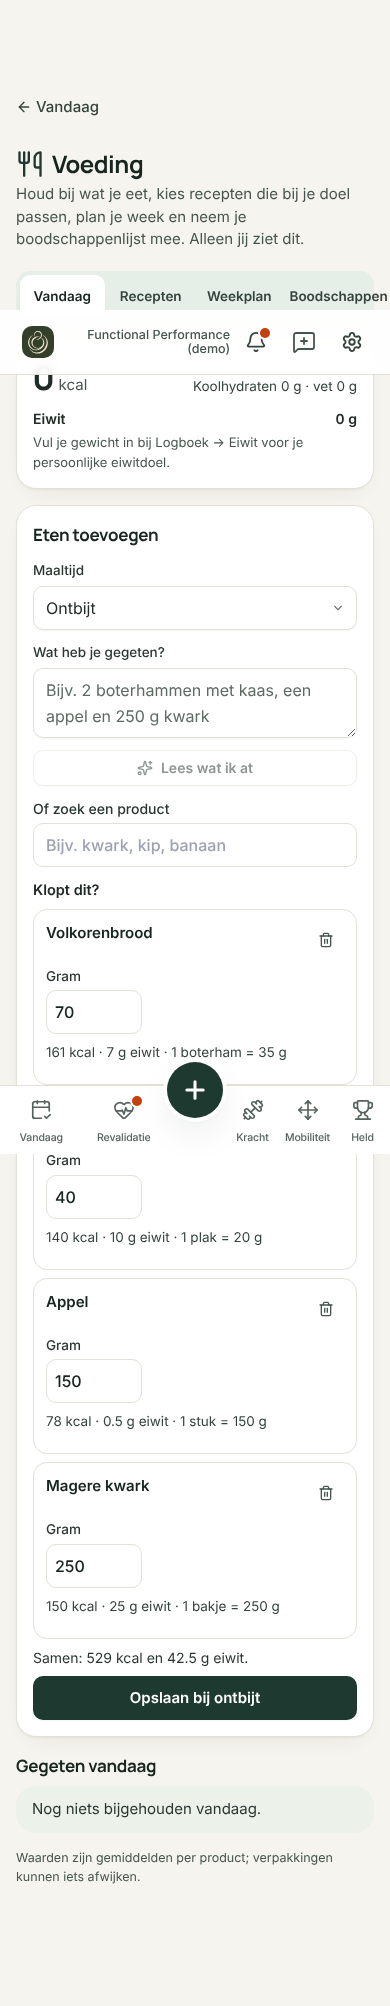 Vandaag
Voeding
Houd bij wat je eet, kies recepten die bij je doel
passen, plan je week en neem je
boodschappenlijst mee. Alleen jij ziet dit.
Vandaag Recepten Weekplan Boodschappen
Functional Performance
(demo)
0 kcal
Koolhydraten 0 g · vet 0 g
Eiwit 0 g
Vul je gewicht in bij Logboek → Eiwit voor je
persoonlijke eiwitdoel.
Eten toevoegen
Maaltijd
Ontbijt
Wat heb je gegeten?
Bijv. 2 boterhammen met kaas, een
appel en 250 g kwark
Lees wat ik at
Of zoek een product
Bijv. kwark, kip, banaan
Klopt dit?
Volkorenbrood
Gram
70
161 kcal · 7 g eiwit · 1 boterham = 35 g
Vandaag Revalidatie Kracht Mobiliteit Held
Gram
40
140 kcal · 10 g eiwit · 1 plak = 20 g
Appel
Gram
150
78 kcal · 0.5 g eiwit · 1 stuk = 150 g
Magere kwark
Gram
250
150 kcal · 25 g eiwit · 1 bakje = 250 g
Samen: 529 kcal en 42.5 g eiwit.
Opslaan bij ontbijt
Gegeten vandaag
Nog niets bijgehouden vandaag.
Waarden zijn gemiddelden per product; verpakkingen
kunnen iets afwijken.